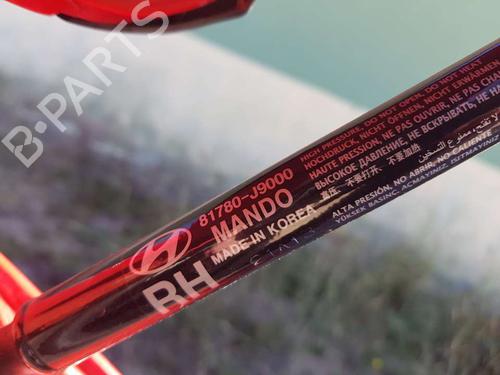 B-PARTS
81780-J9000
MANDO
MADE IN KOREA
RH
HIGH PRESSURE, DO NOT OPEN, DO NOT HEAT
HOCHDRUCK, NICHT ÖFFNEN, NICHT ERWÄRMEN
HAUTE PRESSION, NE PAS OUVRIR, NE PAS CHA
ВЫСОКОЕ ДАВЛЕНИЕ, НЕ ВСКРЫВАТЬ, НЕ НА
高压、不要打开、不要加热
ALTA PRESIÓN, NO ABRIR, NO CALIENTE
YÜKSEK BASINÇ, AÇMAYINIZ, ISITMAYINIZ